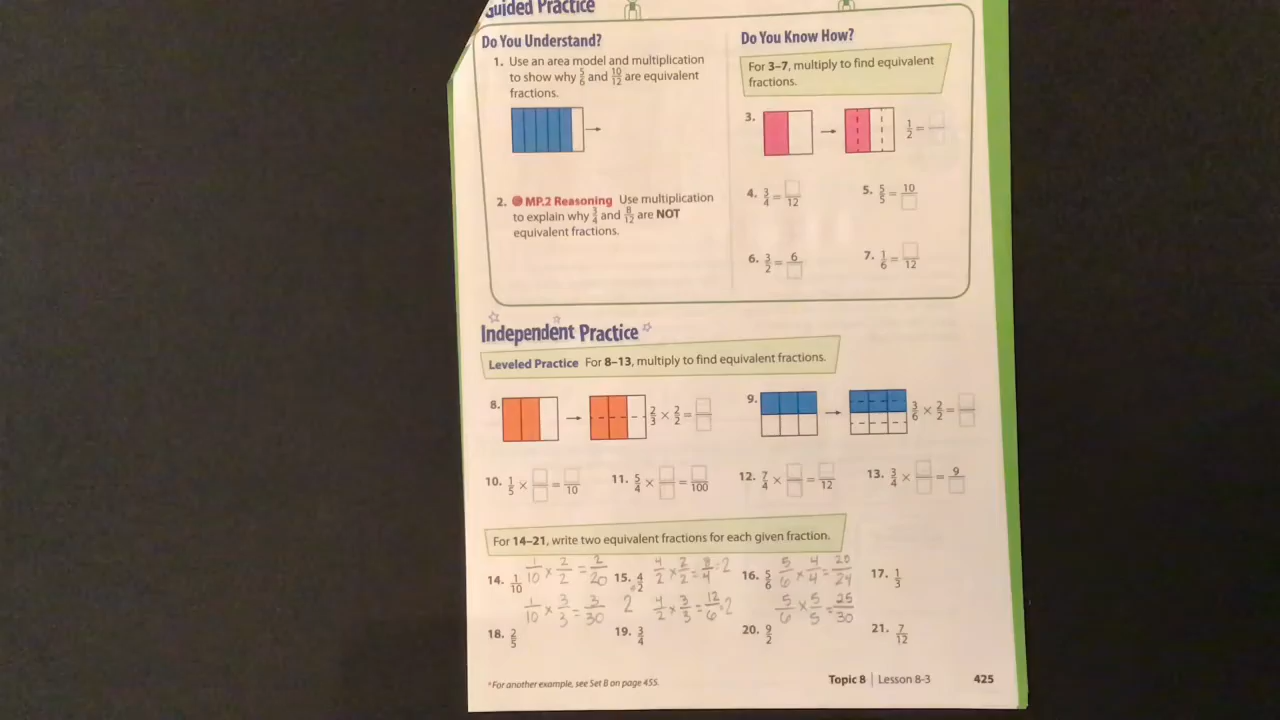 Guided Practice
Do You Understand?
1. Use an area model and multiplication
to show why 5/6 and 10/12 are equivalent
fractions.
2. MP.2 Reasoning Use multiplication
to explain why 3/4 and 8/12 are NOT
equivalent fractions.
Do You Know How?
For 3–7, multiply to find equivalent
fractions.
3. 1/2 = □/□
4. 3/4 = □/12 5. 5/5 = 10/□
6. 3/2 = 6/□ 7. 1/6 = □/12
Independent Practice
Leveled Practice For 8–13, multiply to find equivalent fractions.
8. 2/3 × 2/2 = □/□ 9. 3/6 × 2/2 = □/□
10. 1/5 × □/□ = □/10 11. 5/4 × □/□ = □/100 12. 7/4 × □/□ = □/12 13. 3/4 × □/□ = 9/□
For 14–21, write two equivalent fractions for each given fraction.
14. 1/10 1/10 × 2/2 = 2/20 15. 4/2 4/2 × 2/2 = 8/4 = 2 16. 5/6 5/6 × 4/4 = 20/24 17. 1/3
1/10 × 3/3 = 3/30 2 4/2 × 3/3 = 12/6 = 2 5/6 × 5/5 = 25/30
18. 2/5 19. 3/4 20. 9/2 21. 7/12
*For another example, see Set B on page 455.
Topic 8 | Lesson 8-3 425